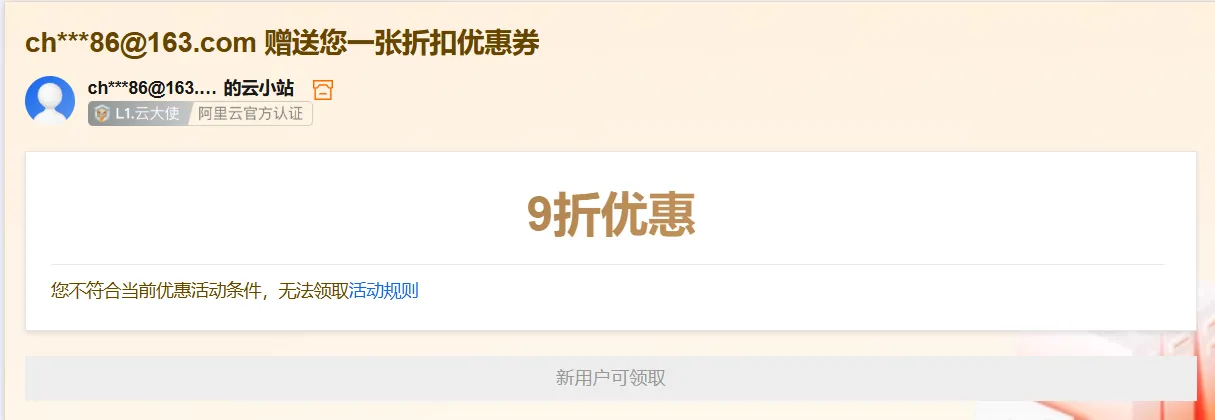 ch***86@163.com 赠送您一张折扣优惠券
ch***86@163.... 的云小站
L1.云大使 阿里云官方认证
9折优惠
您不符合当前优惠活动条件，无法领取活动规则
新用户可领取